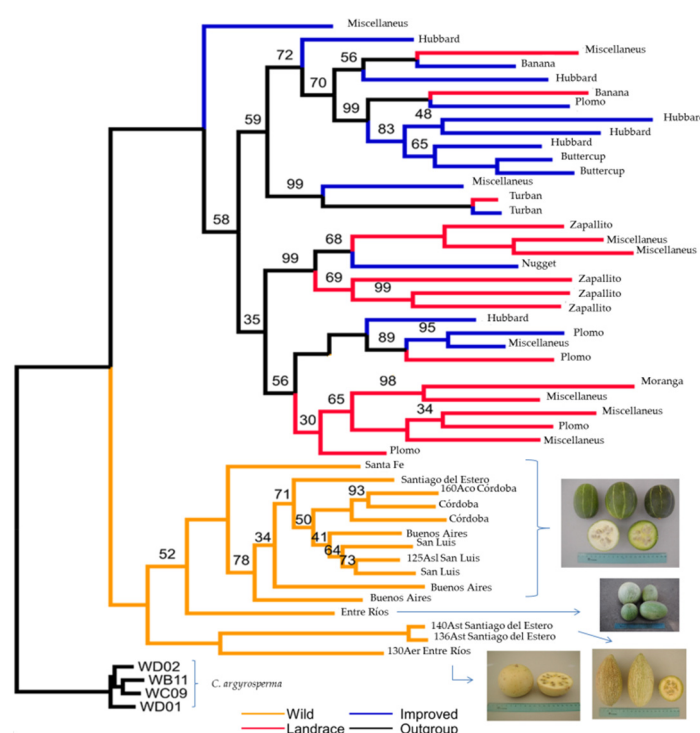 Miscellaneus
Hubbard
72
Miscellaneus
56
Banana
70
Hubbard
Banana
99
Plomo
48
Hubbard
59
83
Hubbard
65
Hubbard
Buttercup
Buttercup
99
Miscellaneus
Turban
Turban
58
Zapallito
68
Miscellaneus
Miscellaneus
99
Nugget
69
Zapallito
99
Zapallito
Zapallito
35
Hubbard
95
Plomo
89
Miscellaneus
Plomo
56
98
Moranga
65
Miscellaneus
34
Miscellaneus
30
Plomo
Miscellaneus
Plomo
Santa Fe
71
Santiago del Estero
93
160Aco Córdoba
Córdoba
50
Córdoba
34
41
Buenos Aires
64
San Luis
78
73
125Asl San Luis
San Luis
52
Buenos Aires
Buenos Aires
Entre Ríos
140Ast Santiago del Estero
136Ast Santiago del Estero
130Aer Entre Ríos
WD02
WB11
WC09
WD01
C. argyrosperma
Wild
Improved
Landrace
Outgroup